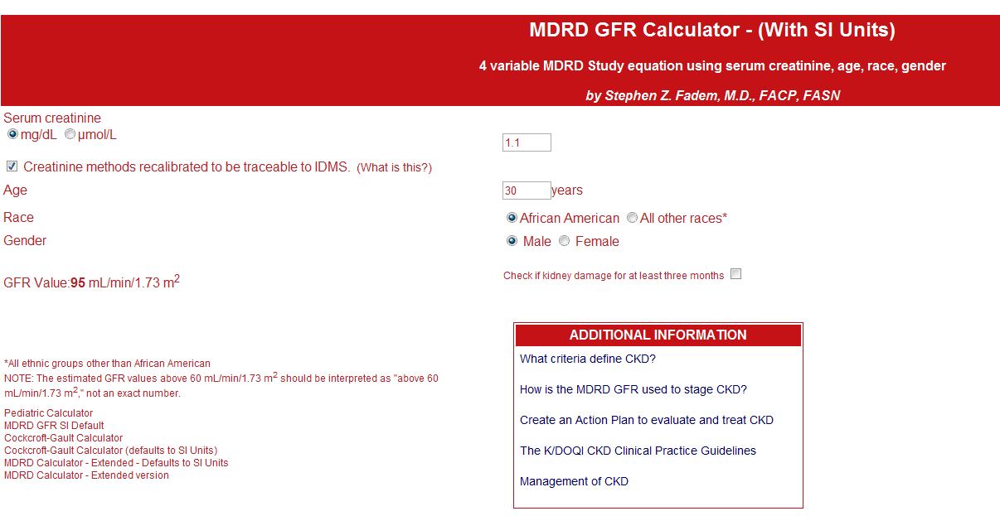 MDRD GFR Calculator - (With SI Units)
4 variable MDRD Study equation using serum creatinine, age, race, gender
by Stephen Z. Fadem, M.D., FACP, FASN
Serum creatinine
mg/dL µmol/L
1.1
Creatinine methods recalibrated to be traceable to IDMS. (What is this?)
Age
30 years
Race
African American All other races*
Gender
Male Female
GFR Value:95 mL/min/1.73 m2
Check if kidney damage for at least three months
*All ethnic groups other than African American
NOTE: The estimated GFR values above 60 mL/min/1.73 m2 should be interpreted as "above 60
mL/min/1.73 m2," not an exact number.
Pediatric Calculator
MDRD GFR SI Default
Cockcroft-Gault Calculator
Cockcroft-Gault Calculator (defaults to SI Units)
MDRD Calculator - Extended - Defaults to SI Units
MDRD Calculator - Extended version
ADDITIONAL INFORMATION
What criteria define CKD?
How is the MDRD GFR used to stage CKD?
Create an Action Plan to evaluate and treat CKD
The K/DOQI CKD Clinical Practice Guidelines
Management of CKD